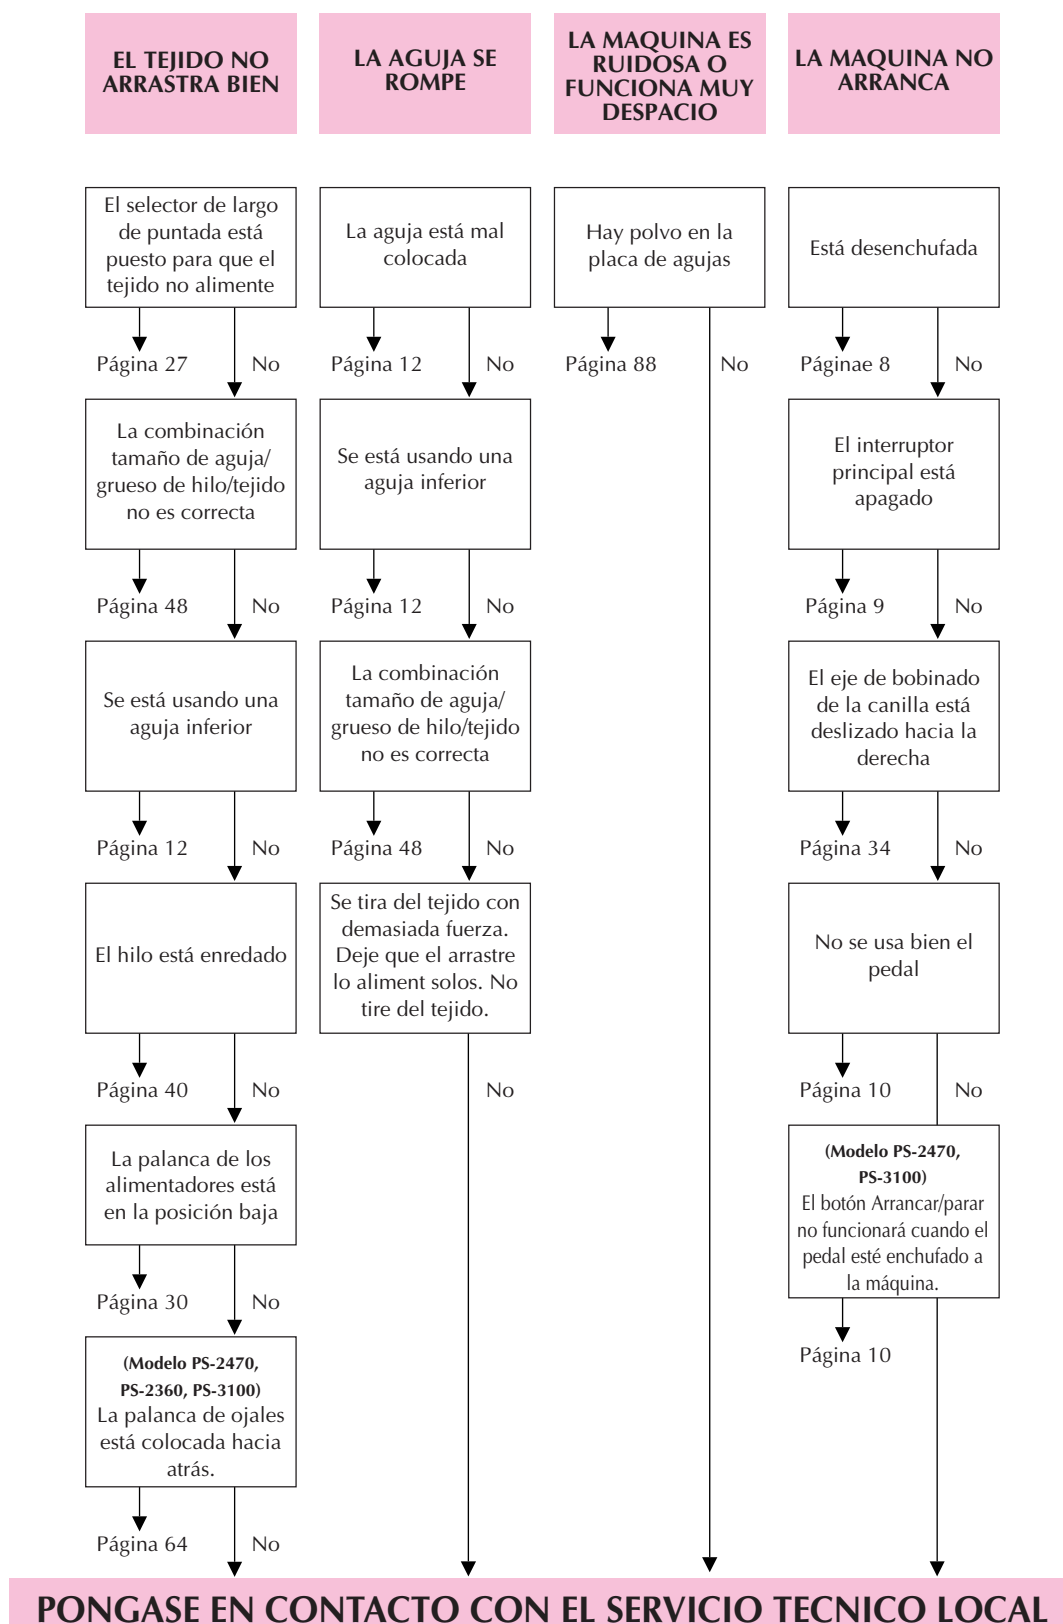 EL TEJIDO NO
ARRASTRA BIEN
El selector de largo
de puntada está
puesto para que el
tejido no alimente
Página 27
No
La combinación
tamaño de aguja/
grueso de hilo/tejido
no es correcta
Página 48
No
Se está usando una
aguja inferior
Página 12
No
El hilo está enredado
Página 40
No
La palanca de los
alimentadores está
en la posición baja
Página 30
No
(Modelo PS-2470,
PS-2360, PS-3100)
La palanca de ojales
está colocada hacia
atrás.
Página 64
No
LA AGUJA SE
ROMPE
La aguja está mal
colocada
Página 12
No
Se está usando una
aguja inferior
Página 12
No
La combinación
tamaño de aguja/
grueso de hilo/tejido
no es correcta
Página 48
No
Se tira del tejido con
demasiada fuerza.
Deje que el arrastre
lo aliment solos. No
tire del tejido.
No
LA MAQUINA ES
RUIDOSA O
FUNCIONA MUY
DESPACIO
Hay polvo en la
placa de agujas
Página 88
No
LA MAQUINA NO
ARRANCA
Está desenchufada
Páginae 8
No
El interruptor
principal está
apagado
Página 9
No
El eje de bobinado
de la canilla está
deslizado hacia la
derecha
Página 34
No
No se usa bien el
pedal
Página 10
No
(Modelo PS-2470,
PS-3100)
El botón Arrancar/parar
no funcionará cuando el
pedal esté enchufado a
la máquina.
Página 10
PONGASE EN CONTACTO CON EL SERVICIO TECNICO LOCAL